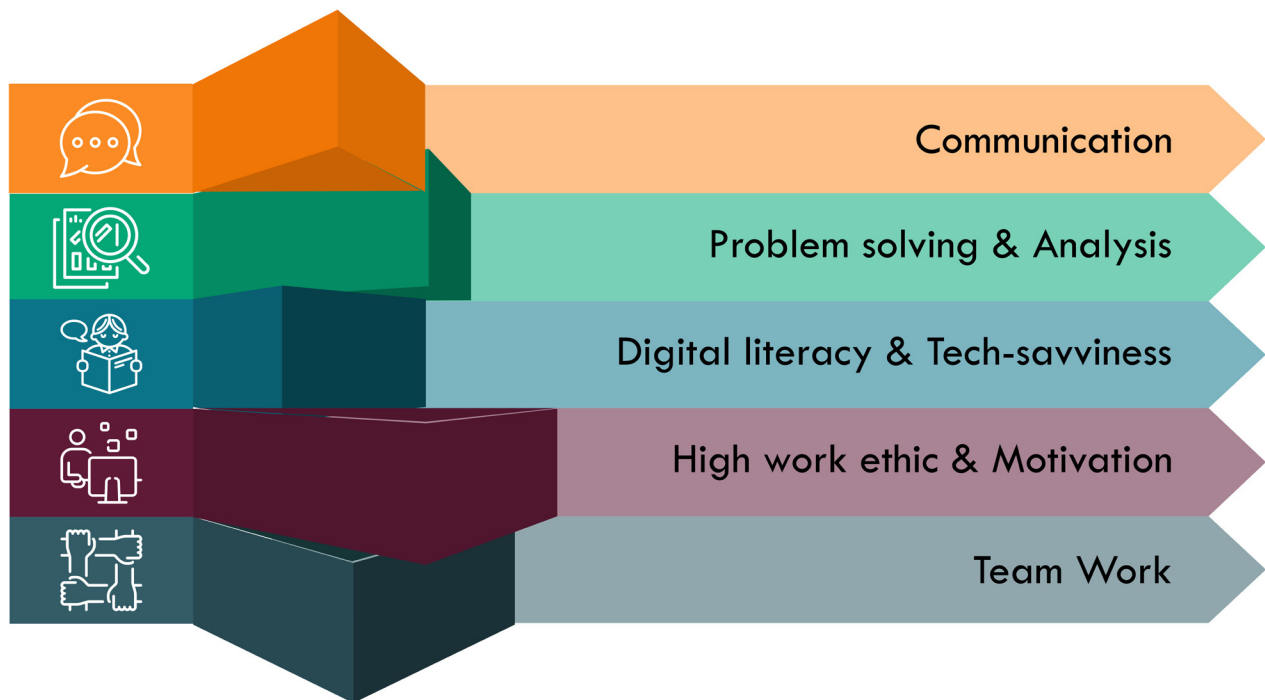 Communication
Problem solving & Analysis
Digital literacy & Tech-savviness
High work ethic & Motivation
Team Work